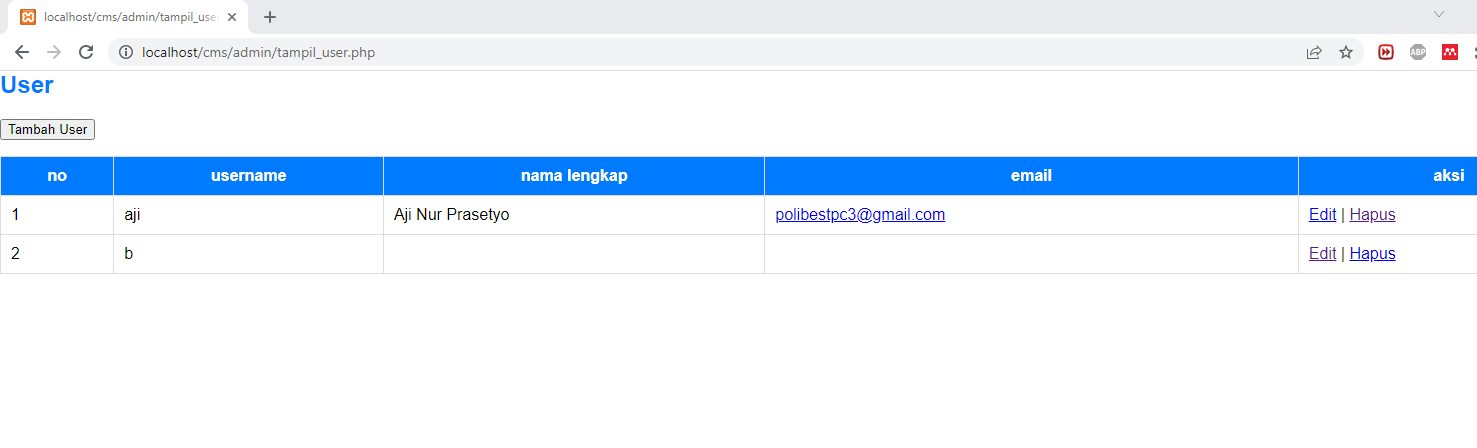 localhost/cms/admin/tampil_use
localhost/cms/admin/tampil_user.php
ABP
User
Tambah User
no username nama lengkap email aksi
1 aji Aji Nur Prasetyo polibestpc3@gmail.com Edit | Hapus
2 b Edit | Hapus